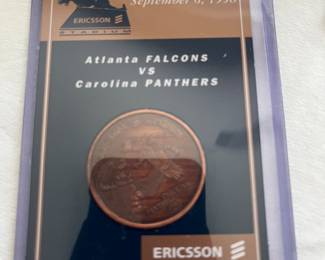 September 6, 1998
ERICSSON
STADIUM
Atlanta FALCONS
VS
Carolina PANTHERS
ERICSSON